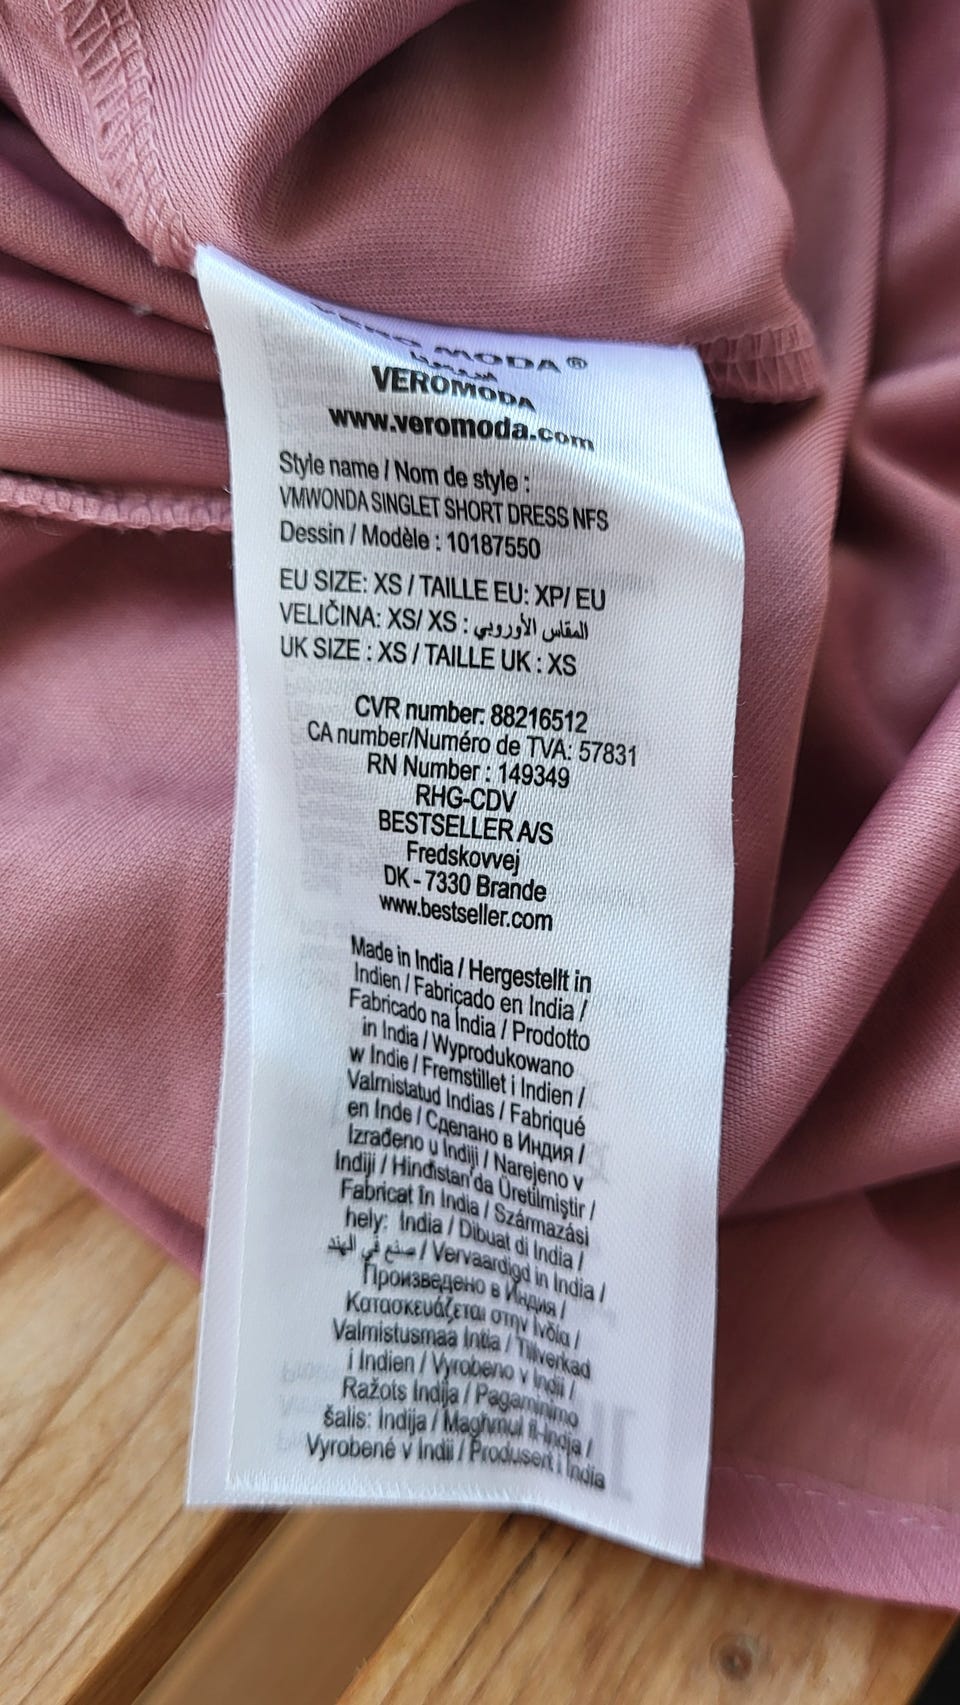 VERO MODA®
فيرمودا
VEROMODA
www.veromoda.com
Style name / Nom de style :
VMWONDA SINGLET SHORT DRESS NFS
Dessin / Modèle : 10187550
EU SIZE: XS / TAILLE EU: XP/ EU
VELIČINA: XS/ XS : المقاس الأوروبي
UK SIZE : XS / TAILLE UK : XS
CVR number: 88216512
CA number/Numéro de TVA: 57831
RN Number : 149349
RHG-CDV
BESTSELLER A/S
Fredskovvej
DK - 7330 Brande
www.bestseller.com
Made in India / Hergestellt in
Indien / Fabricado en India /
Fabricado na Índia / Prodotto
in India / Wyprodukowano
w Indie / Fremstillet i Indien /
Valmistatud Indias / Fabriqué
en Inde / Сделано в Индия /
Izrađeno u Indiji / Narejeno v
Indiji / Hindistan'da Üretilmiştir /
Fabricat în India / Származási
hely: India / Dibuat di India /
صنع في الهند / Vervaardigd in India /
Произведено в Индия /
Κατασκευάζεται στην Ινδία /
Valmistusmaa Intia / Tillverkad
i Indien / Vyrobeno v Indii /
Ražots Indija / Pagaminimo
šalis: Indija / Magħmul fl-Indja /
Vyrobené v Indii / Produsert i India